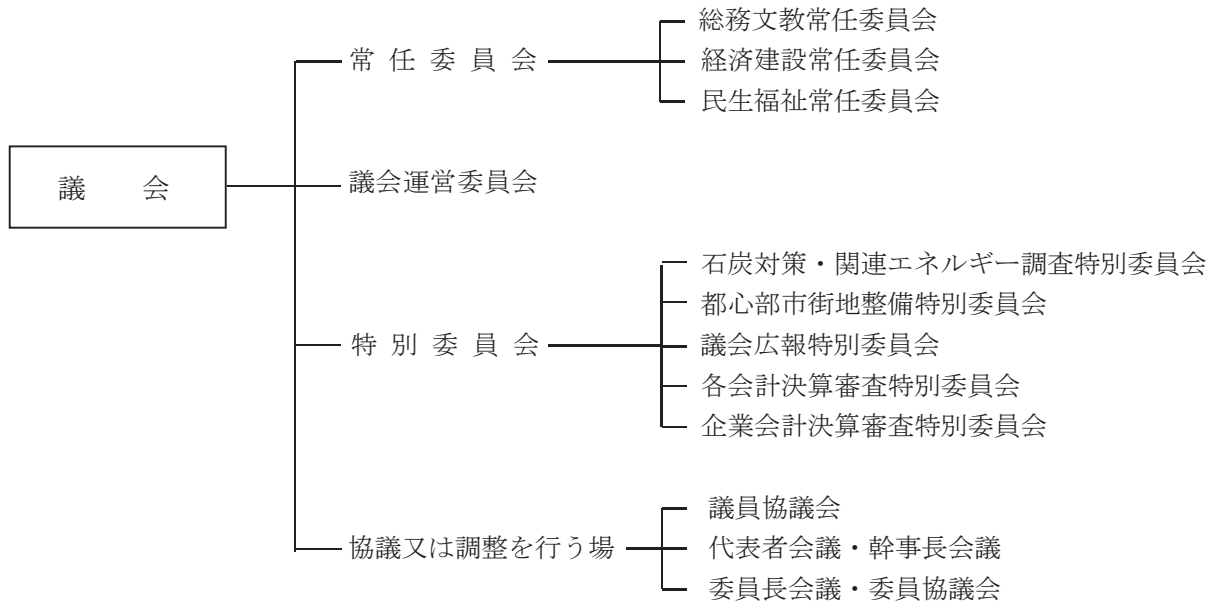 総務文教常任委員会
常任委員会
経済建設常任委員会
民生福祉常任委員会
議会
議会運営委員会
石炭対策・関連エネルギー調査特別委員会
都心部市街地整備特別委員会
特別委員会
議会広報特別委員会
各会計決算審査特別委員会
企業会計決算審査特別委員会
議員協議会
協議又は調整を行う場
代表者会議・幹事長会議
委員長会議・委員協議会